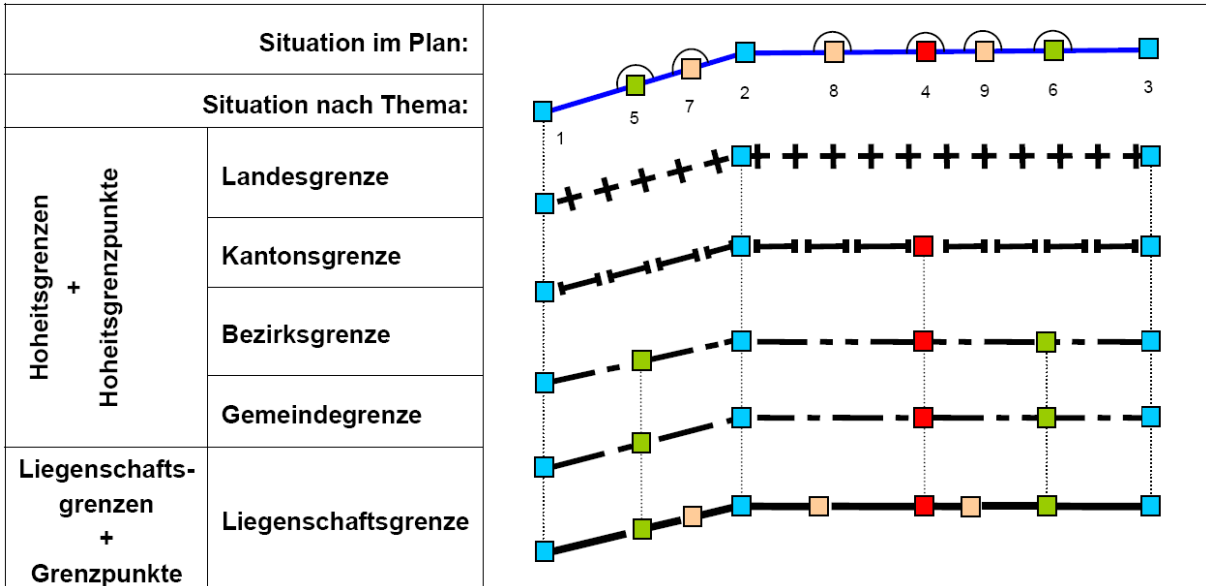 Situation im Plan:
5
7
2
8
4
9
6
3
1
Situation nach Thema:
Hoheitsgrenzen
+
Hoheitsgrenzpunkte
Landesgrenze
Kantonsgrenze
Bezirksgrenze
Gemeindegrenze
Liegenschafts-
grenzen
+
Grenzpunkte
Liegenschaftsgrenze